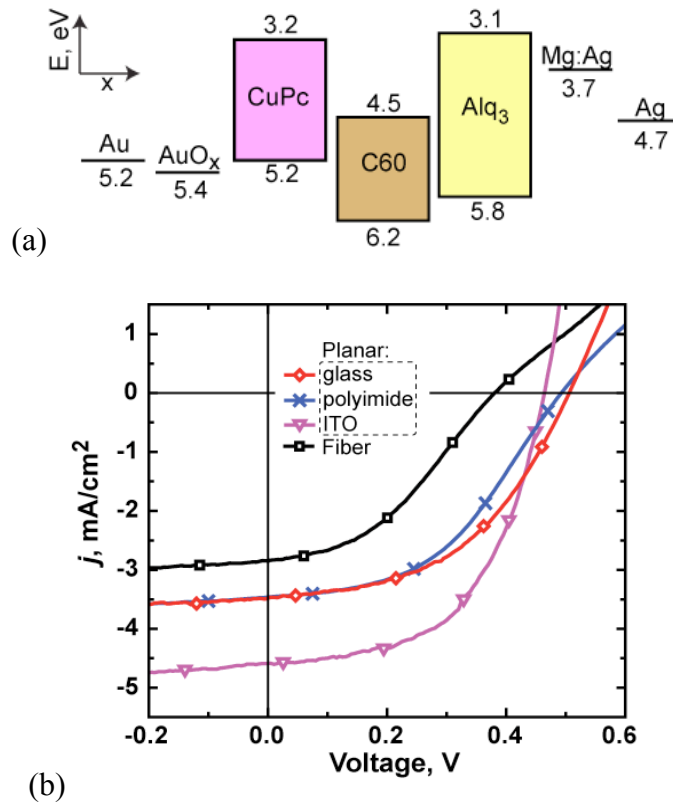 E, eV
x
Au
5.2
AuOx
5.4
3.2
CuPc
5.2
4.5
C60
6.2
3.1
Alq3
5.8
Mg:Ag
3.7
Ag
4.7
(a)
j, mA/cm2
1
0
-1
-2
-3
-4
-5
Planar:
glass
polyimide
ITO
Fiber
-0.2
0.0
0.2
0.4
0.6
Voltage, V
(b)